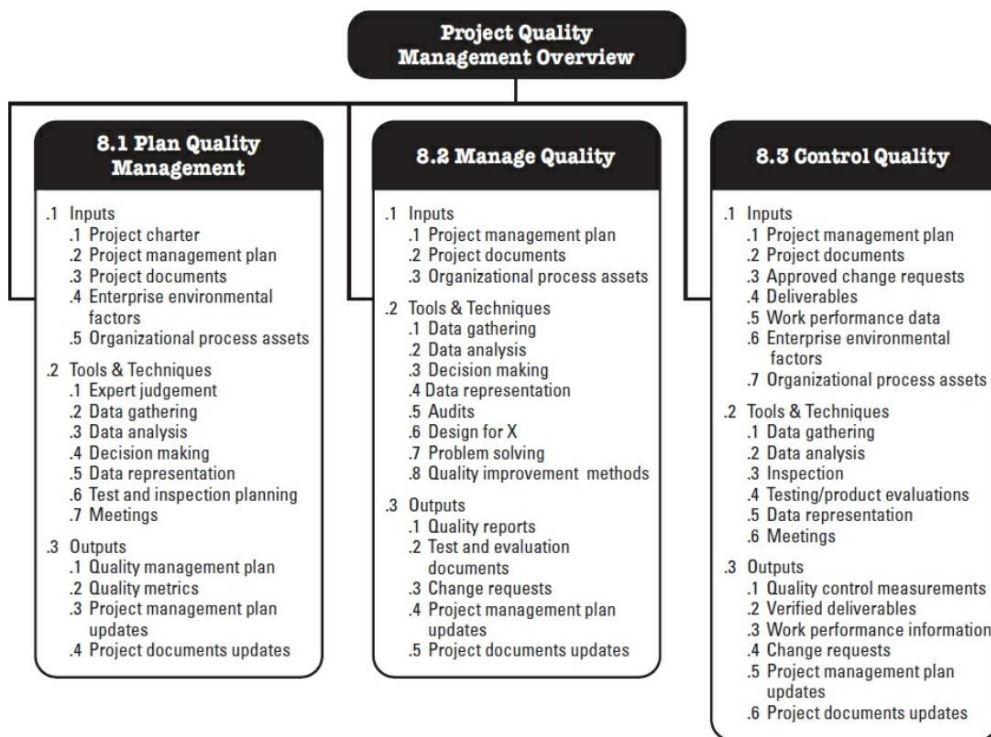 Project Quality
Management Overview
8.1 Plan Quality
Management
.1 Inputs
.1 Project charter
.2 Project management plan
.3 Project documents
.4 Enterprise environmental
factors
.5 Organizational process assets
.2 Tools & Techniques
.1 Expert judgement
.2 Data gathering
.3 Data analysis
.4 Decision making
.5 Data representation
.6 Test and inspection planning
.7 Meetings
.3 Outputs
.1 Quality management plan
.2 Quality metrics
.3 Project management plan
updates
.4 Project documents updates
8.2 Manage Quality
.1 Inputs
.1 Project management plan
.2 Project documents
.3 Organizational process assets
.2 Tools & Techniques
.1 Data gathering
.2 Data analysis
.3 Decision making
.4 Data representation
.5 Audits
.6 Design for X
.7 Problem solving
.8 Quality improvement methods
.3 Outputs
.1 Quality reports
.2 Test and evaluation
documents
.3 Change requests
.4 Project management plan
updates
.5 Project documents updates
8.3 Control Quality
.1 Inputs
.1 Project management plan
.2 Project documents
.3 Approved change requests
.4 Deliverables
.5 Work performance data
.6 Enterprise environmental
factors
.7 Organizational process assets
.2 Tools & Techniques
.1 Data gathering
.2 Data analysis
.3 Inspection
.4 Testing/product evaluations
.5 Data representation
.6 Meetings
.3 Outputs
.1 Quality control measurements
.2 Verified deliverables
.3 Work performance information
.4 Change requests
.5 Project management plan
updates
.6 Project documents updates